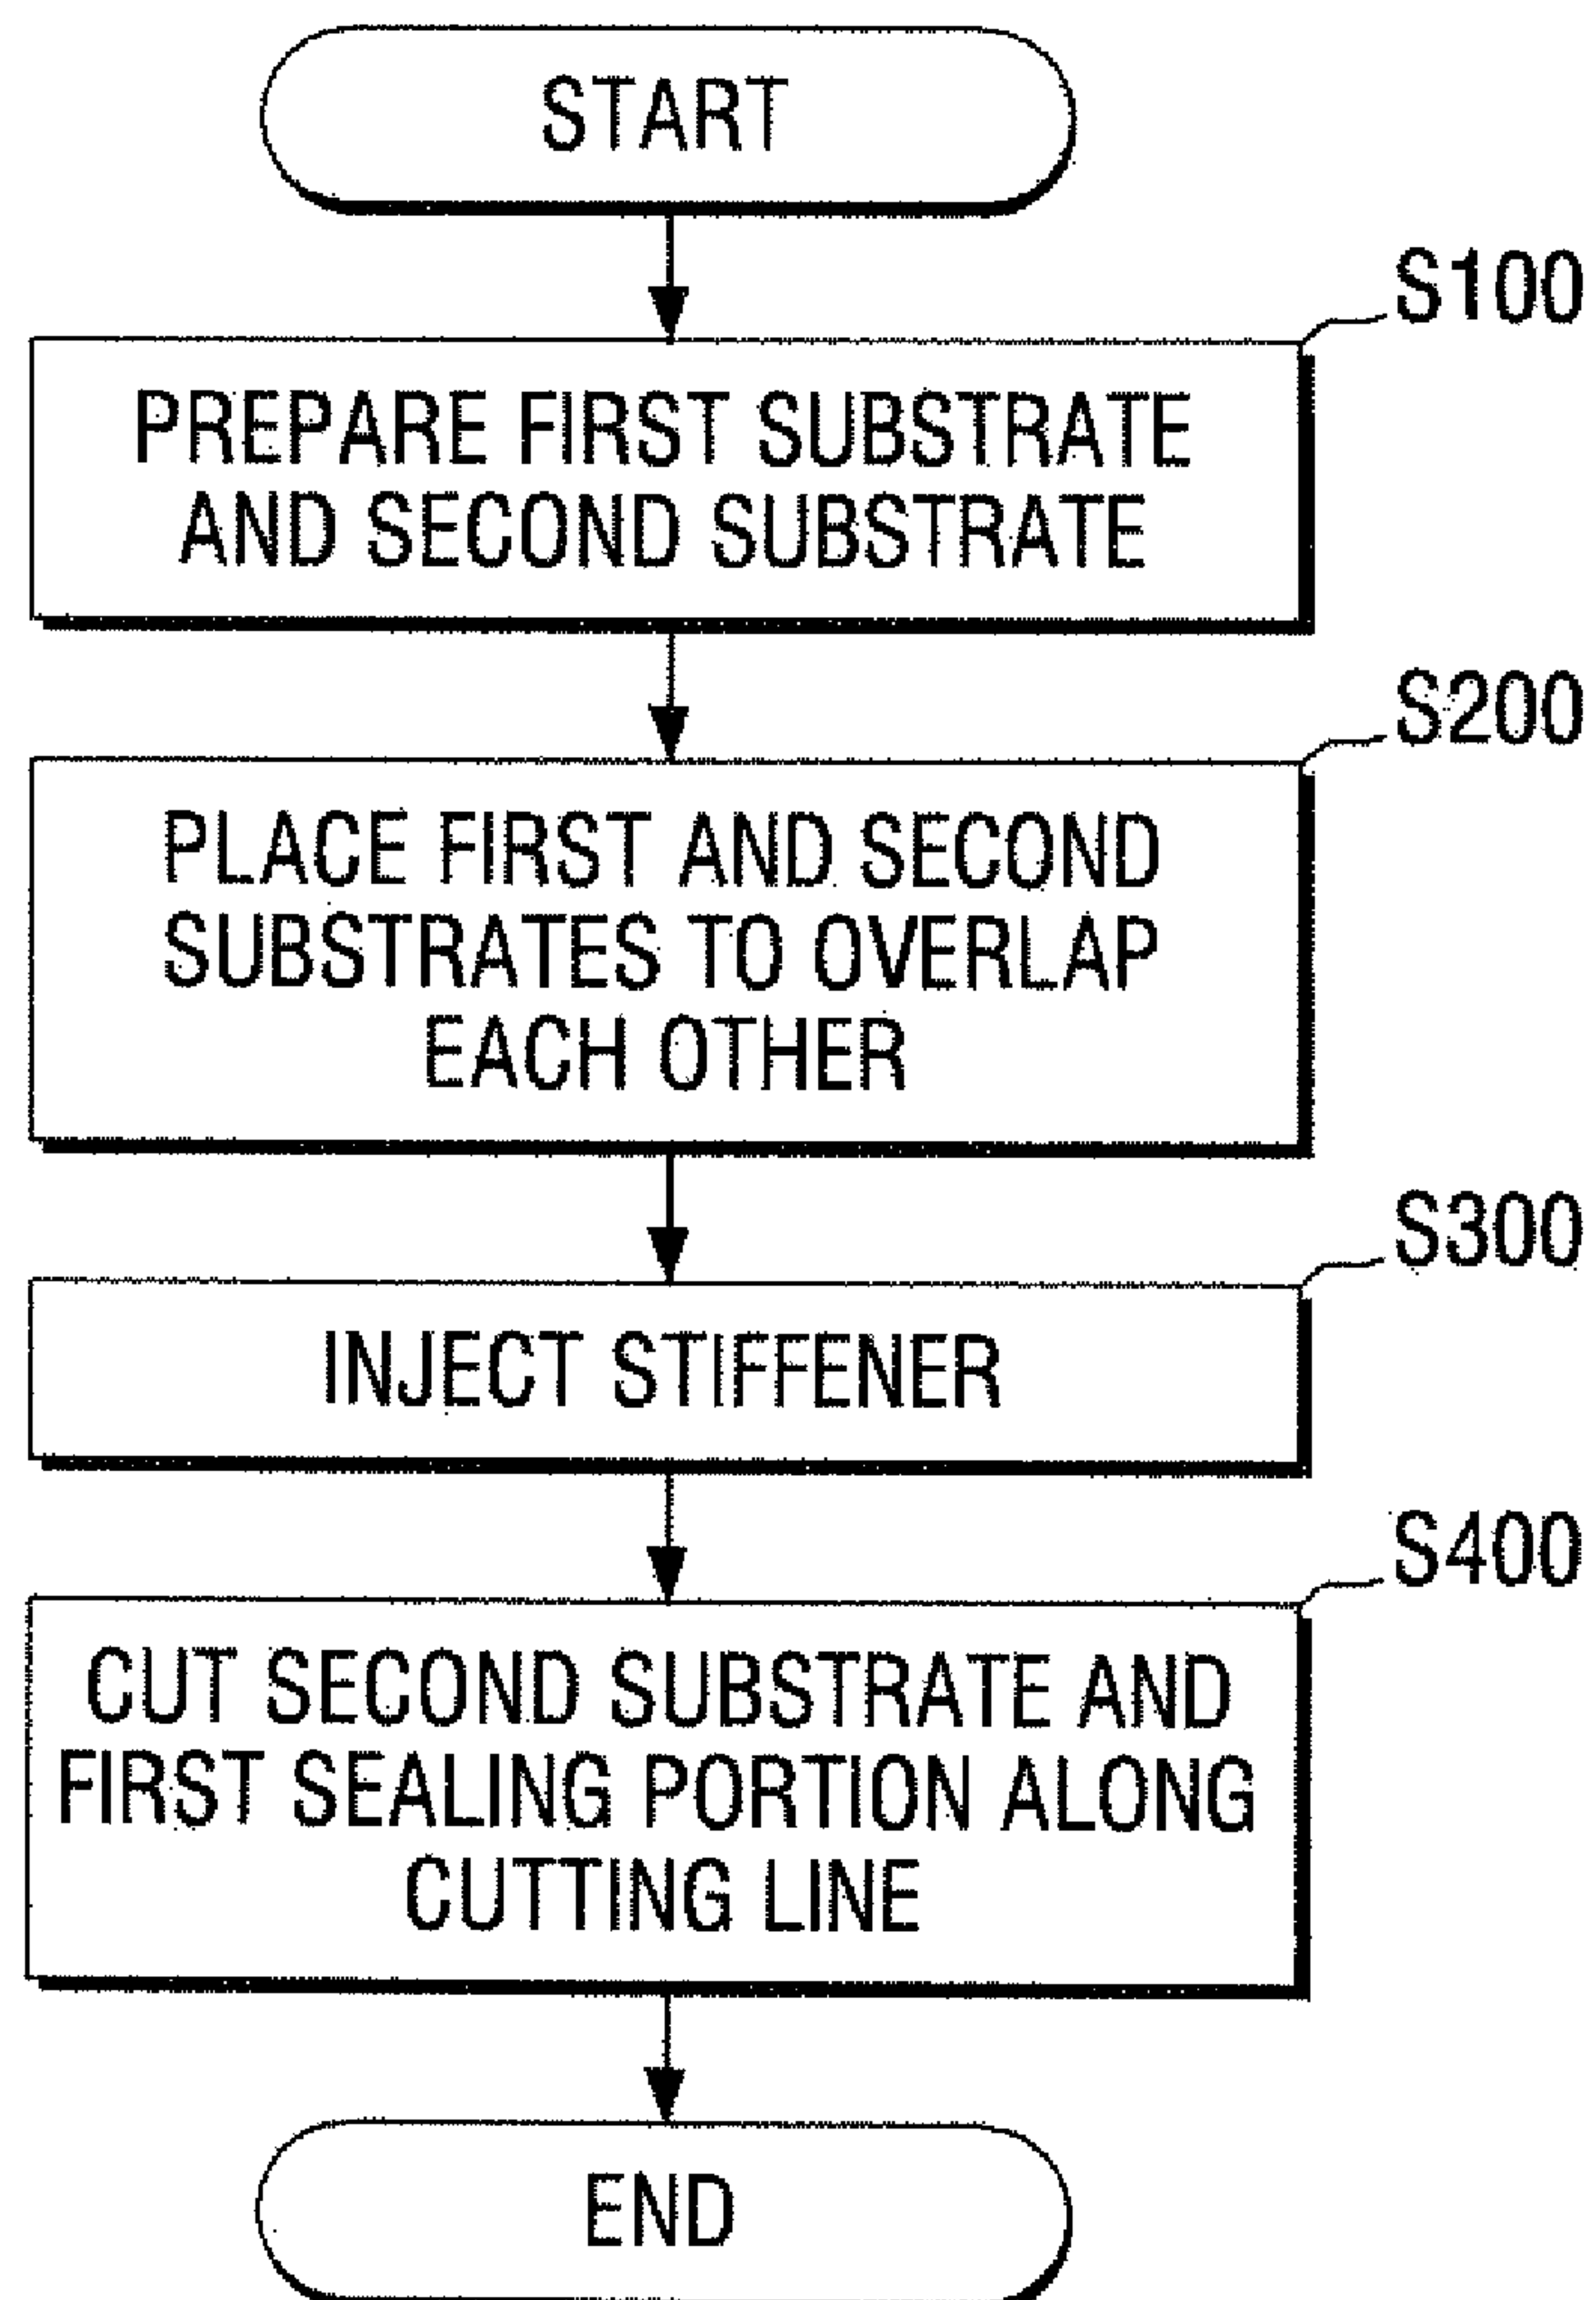 START
S100
PREPARE FIRST SUBSTRATE
AND SECOND SUBSTRATE
S200
PLACE FIRST AND SECOND
SUBSTRATES TO OVERLAP
EACH OTHER
S300
INJECT STIFFENER
S400
CUT SECOND SUBSTRATE AND
FIRST SEALING PORTION ALONG
CUTTING LINE
END